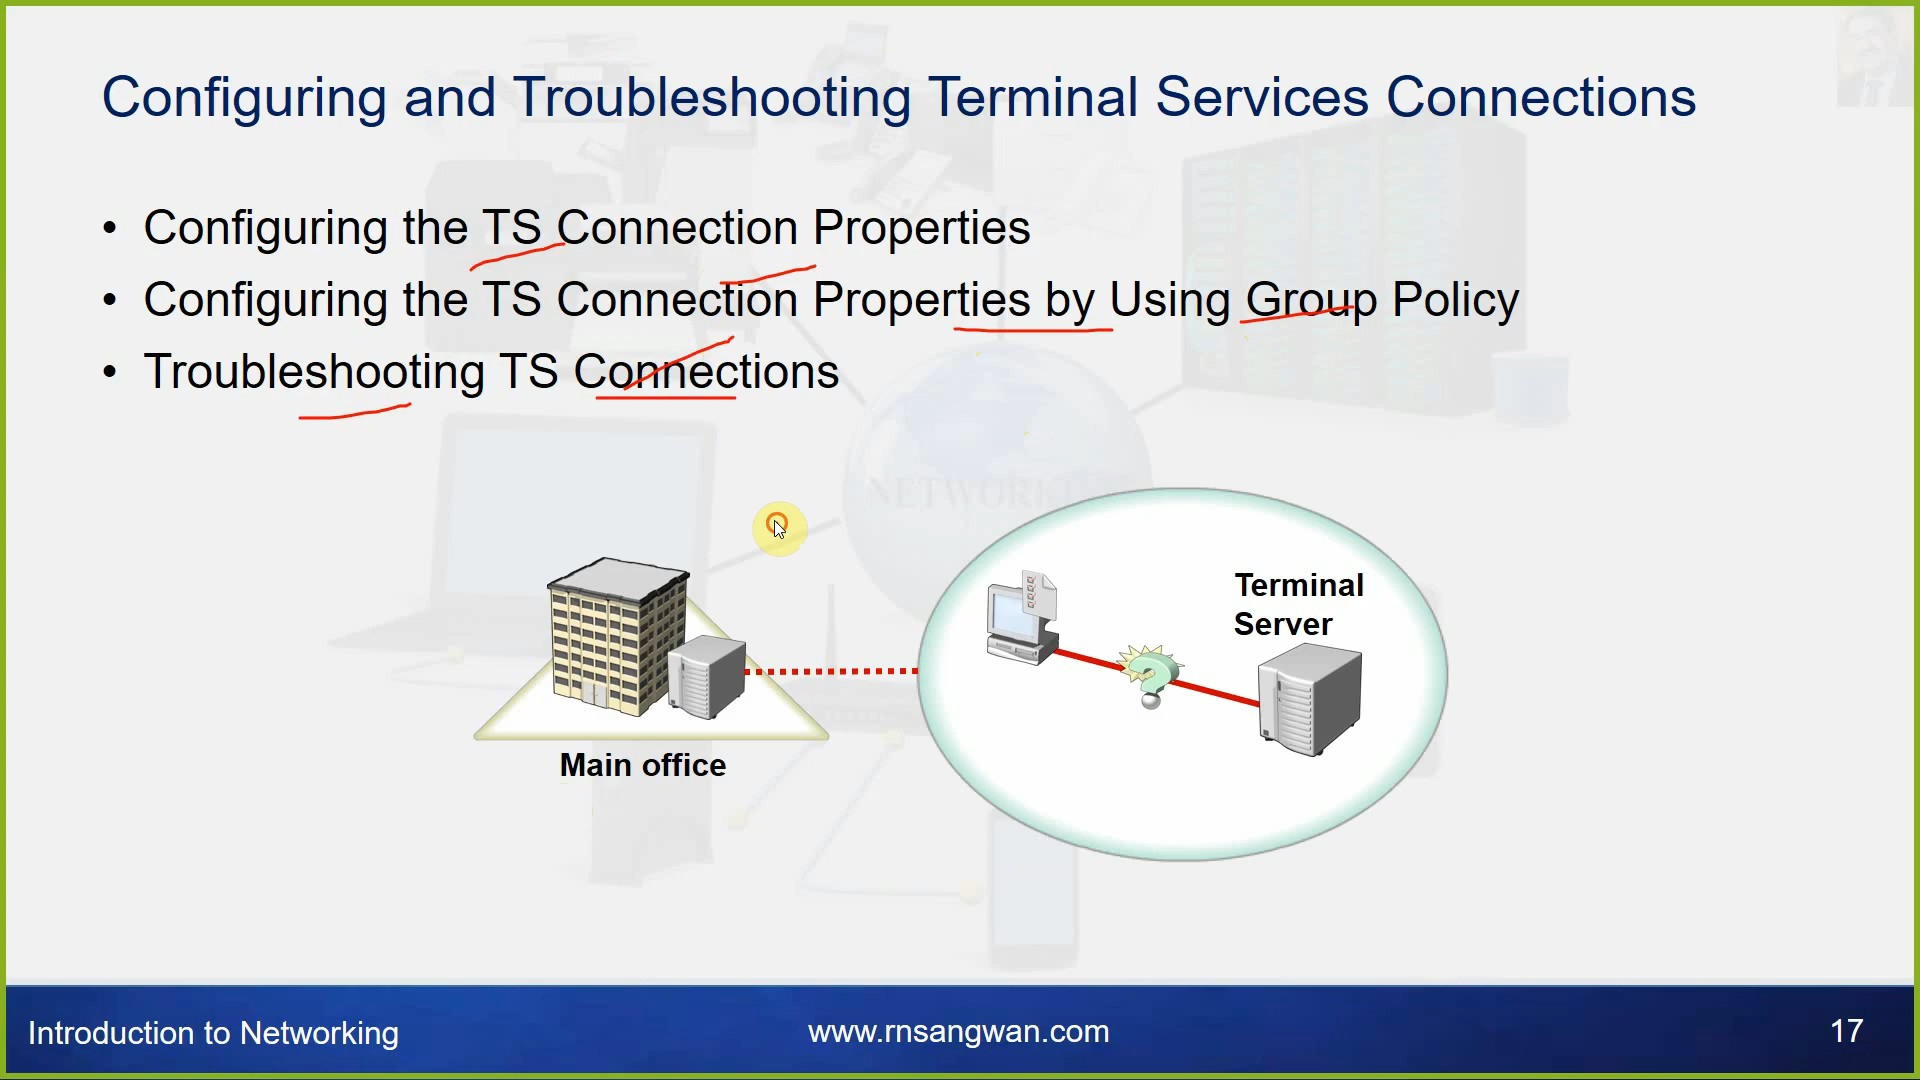 Configuring and Troubleshooting Terminal Services Connections
• Configuring the TS Connection Properties
• Configuring the TS Connection Properties by Using Group Policy
• Troubleshooting TS Connections
Terminal
Server
Main office
Introduction to Networking
www.rnsangwan.com
17